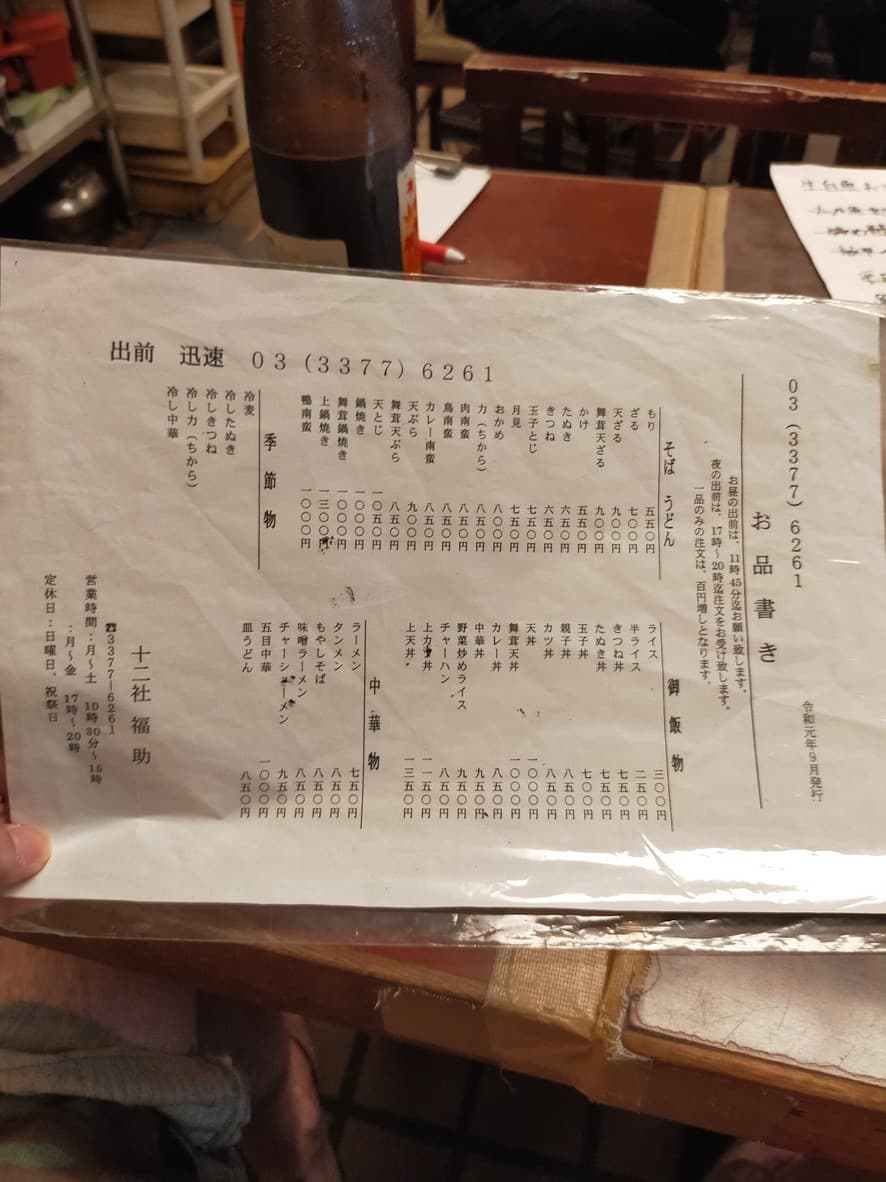 ０３（３３７７）６２６１
お品書き
令和元年９月発行
お昼の出前は、11時45分迄お願い致します。
夜の出前は、17時～20時迄注文をお受け致します。
一品のみの注文は、百円増しとなります。
そば　うどん
もり　五五〇円
ざる　七〇〇円
天ざる　九〇〇円
舞茸天ざる　九〇〇円
かけ　五五〇円
たぬき　六五〇円
きつね　六五〇円
玉子とじ　七五〇円
月見　七五〇円
おかめ　八〇〇円
力（ちから）　八五〇円
肉南蛮　八五〇円
鳥南蛮　八五〇円
カレー南蛮　八五〇円
天ぷら　九〇〇円
舞茸天ぷら　八五〇円
天とじ　一〇五〇円
鍋焼き　一〇〇〇円
舞茸鍋焼き　一〇〇〇円
上鍋焼き　一三〇〇円
鴨南蛮　一〇〇〇円
季節物
冷麦
冷したぬき
冷しきつね
冷し力（ちから）
冷し中華
御飯物
ライス　三〇〇円
半ライス　二五〇円
きつね丼　七五〇円
たぬき丼　七五〇円
玉子丼　七〇〇円
親子丼　八五〇円
カツ丼　八五〇円
天丼　一〇〇〇円
舞茸天丼　一〇〇〇円
カレー丼　八五〇円
中華丼　九五〇円
野菜炒めライス　九五〇円
チャーハン　八五〇円
上カツ丼　一一五〇円
上天丼　一三五〇円
中華物
ラーメン　七五〇円
タンメン　八五〇円
もやしそば　八五〇円
味噌ラーメン　八五〇円
チャーシューメン　九五〇円
五目中華　一〇〇〇円
皿うどん　八五〇円
十二社　福助
☎３３７７－６２６１
営業時間：月～土　10時30分～15時
：月～金　17時～20時
定休日：日曜日、祝祭日
出前　迅速　０３（３３７７）６２６１